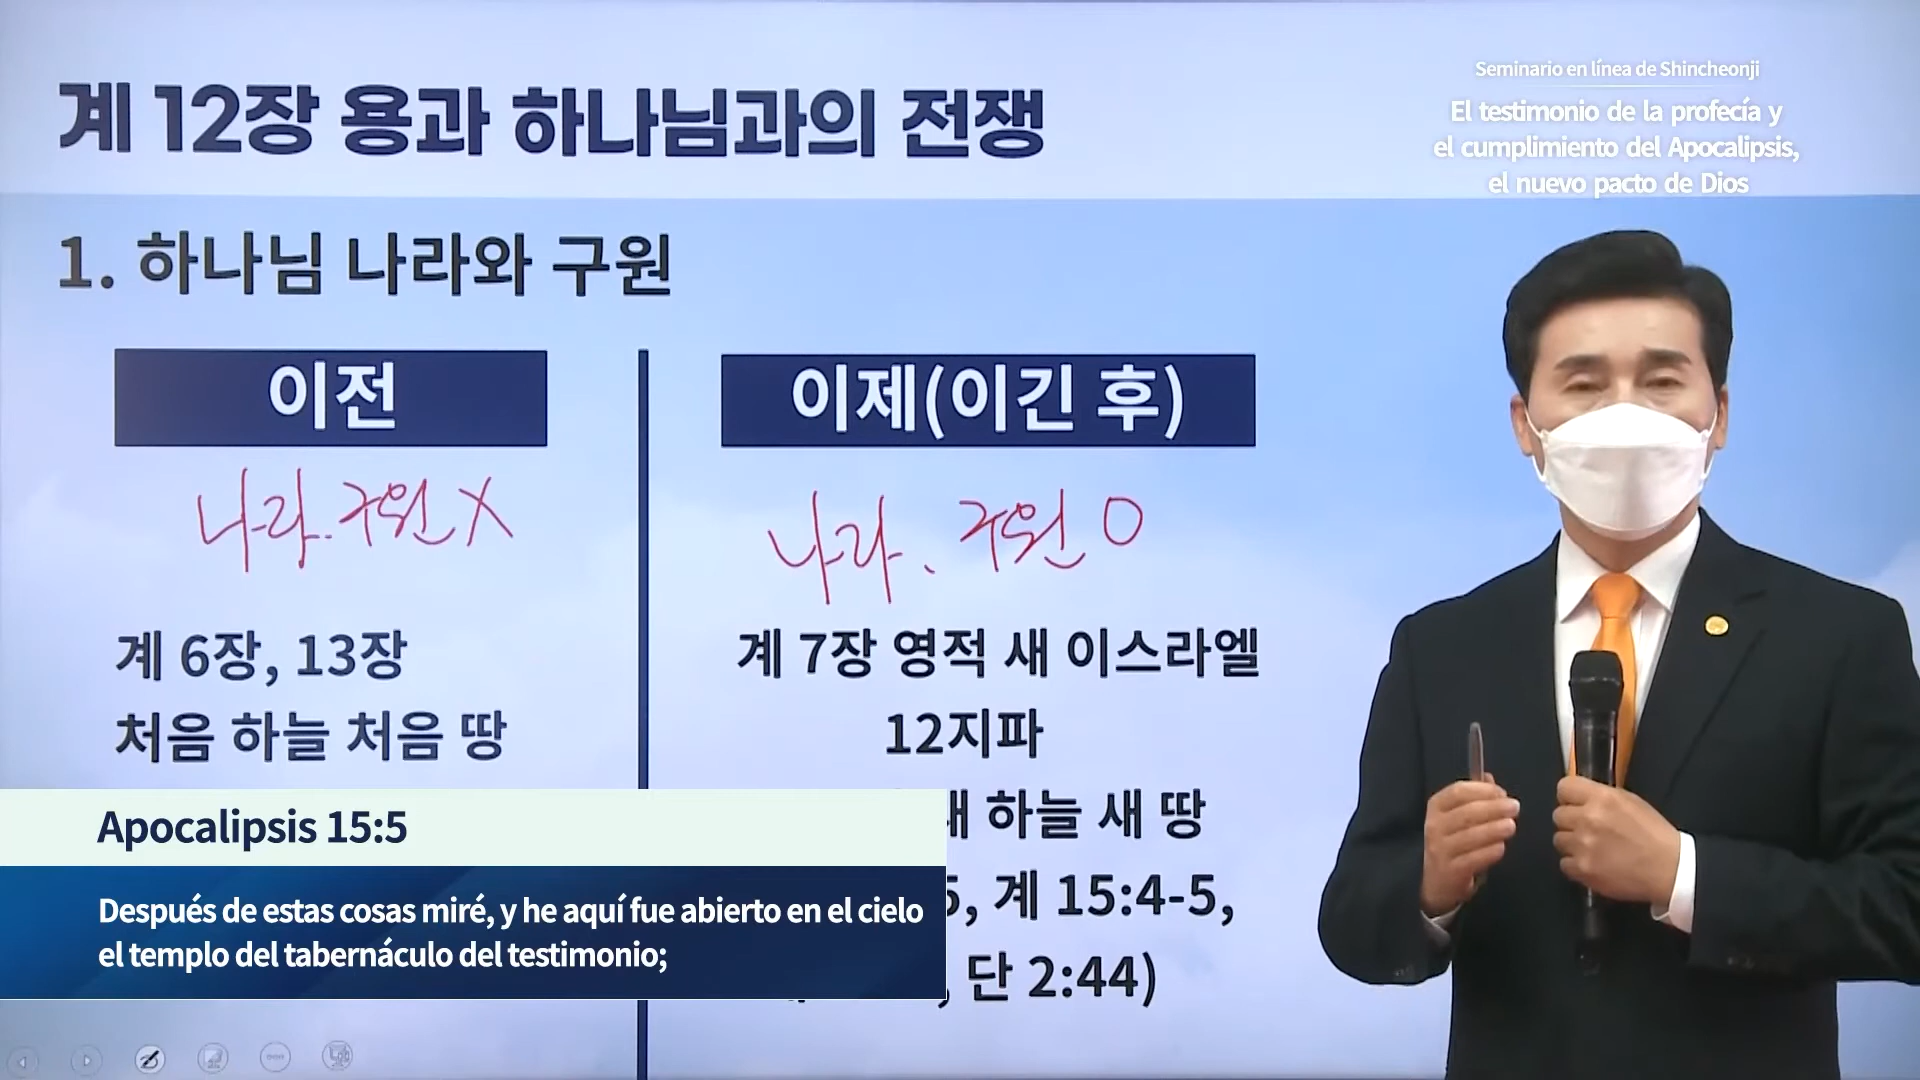 계 12장 용과 하나님과의 전쟁
Seminario en línea de Shincheonji
El testimonio de la profecía y
el cumplimiento del Apocalipsis,
el nuevo pacto de Dios
1. 하나님 나라와 구원
이전
나라. 구원 X
계 6장, 13장
처음 하늘 처음 땅
이제(이긴 후)
나라. 구원 O
계 7장 영적 새 이스라엘
12지파
하늘 새 땅
계 15:4-5,
단 2:44)
Apocalipsis 15:5
Después de estas cosas miré, y he aquí fue abierto en el cielo
el templo del tabernáculo del testimonio;